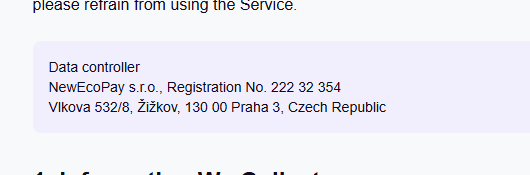 please refrain from using the Service.
Data controller
NewEcoPay s.r.o., Registration No. 222 32 354
Vlkova 532/8, Žižkov, 130 00 Praha 3, Czech Republic